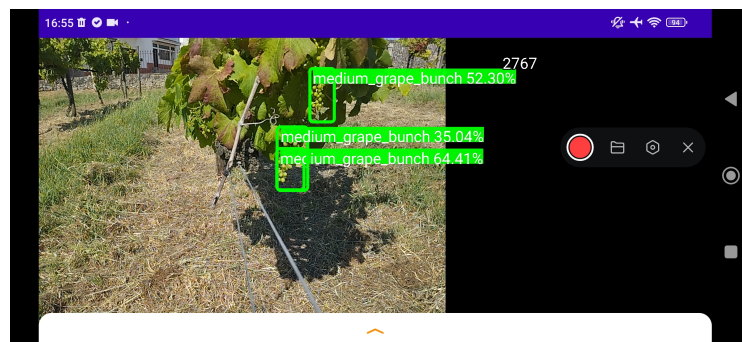 16:55
94
2767
medium_grape_bunch 52.30%
medium_grape_bunch 35.04%
medium_grape_bunch 64.41%